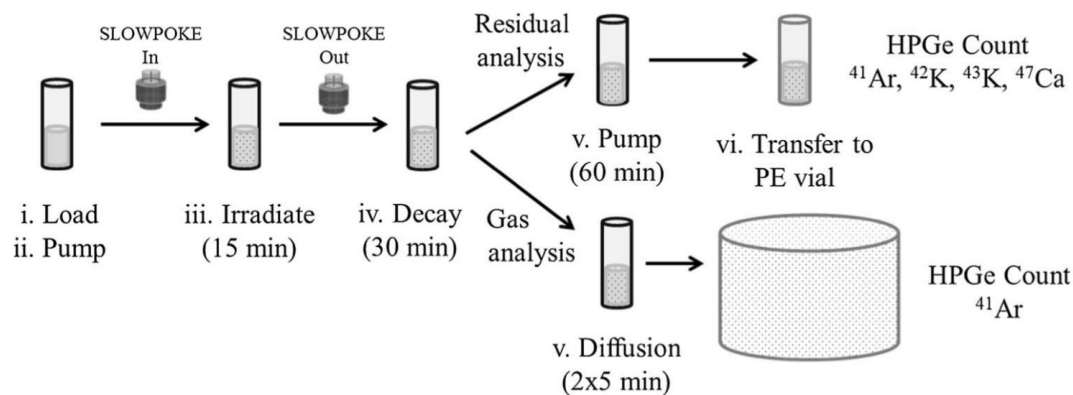 SLOWPOKE
In
SLOWPOKE
Out
Residual
analysis
HPGe Count
⁴¹Ar, ⁴²K, ⁴³K, ⁴⁷Ca
v. Pump
(60 min)
vi. Transfer to
PE vial
i. Load
ii. Pump
iii. Irradiate
(15 min)
iv. Decay
(30 min)
Gas
analysis
HPGe Count
⁴¹Ar
v. Diffusion
(2x5 min)